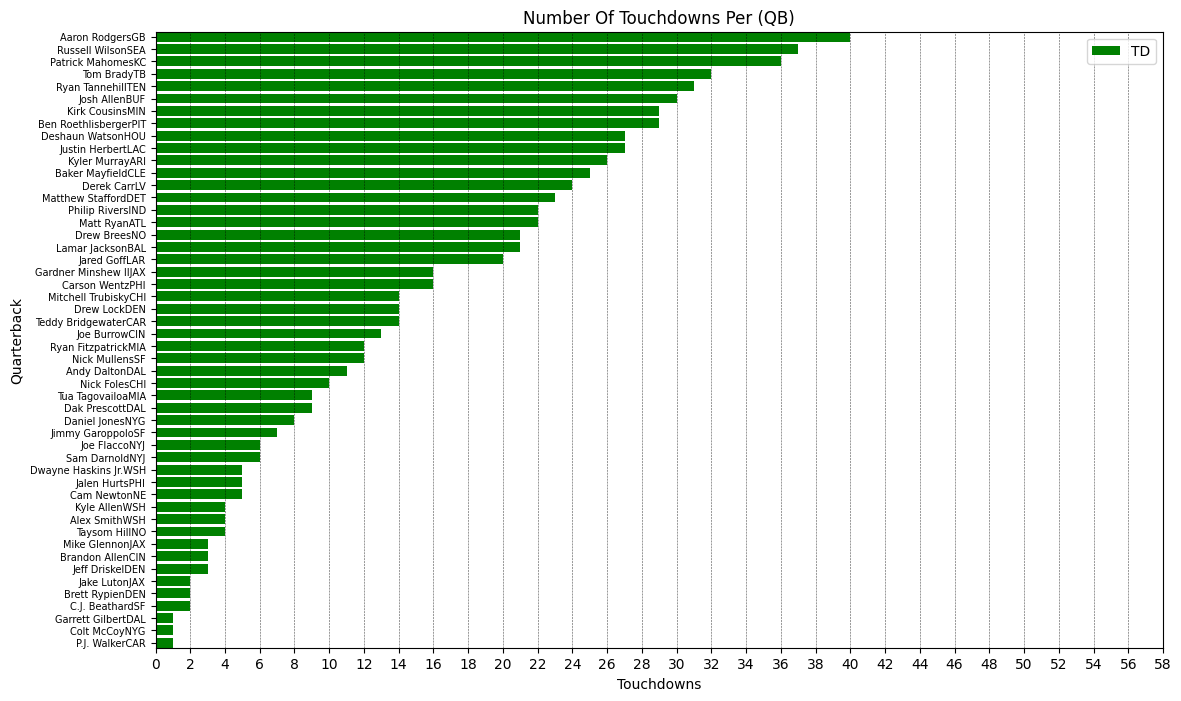 Number Of Touchdowns Per (QB)
TD
Quarterback
Aaron RodgersGB
Russell WilsonSEA
Patrick MahomesKC
Tom BradyTB
Ryan TannehillTEN
Josh AllenBUF
Kirk CousinsMIN
Ben RoethlisbergerPIT
Deshaun WatsonHOU
Justin HerbertLAC
Kyler MurrayARI
Baker MayfieldCLE
Derek CarrLV
Matthew StaffordDET
Philip RiversIND
Matt RyanATL
Drew BreesNO
Lamar JacksonBAL
Jared GoffLAR
Gardner Minshew IIJAX
Carson WentzPHI
Mitchell TrubiskyCHI
Drew LockDEN
Teddy BridgewaterCAR
Joe BurrowCIN
Ryan FitzpatrickMIA
Nick MullensSF
Andy DaltonDAL
Nick FolesCHI
Tua TagovailoaMIA
Dak PrescottDAL
Daniel JonesNYG
Jimmy GaroppoloSF
Joe FlaccoNYJ
Sam DarnoldNYJ
Dwayne Haskins Jr.WSH
Jalen HurtsPHI
Cam NewtonNE
Kyle AllenWSH
Alex SmithWSH
Taysom HillNO
Mike GlennonJAX
Brandon AllenCIN
Jeff DriskelDEN
Jake LutonJAX
Brett RypienDEN
C.J. BeathardSF
Garrett GilbertDAL
Colt McCoyNYG
P.J. WalkerCAR
0 2 4 6 8 10 12 14 16 18 20 22 24 26 28 30 32 34 36 38 40 42 44 46 48 50 52 54 56 58
Touchdowns